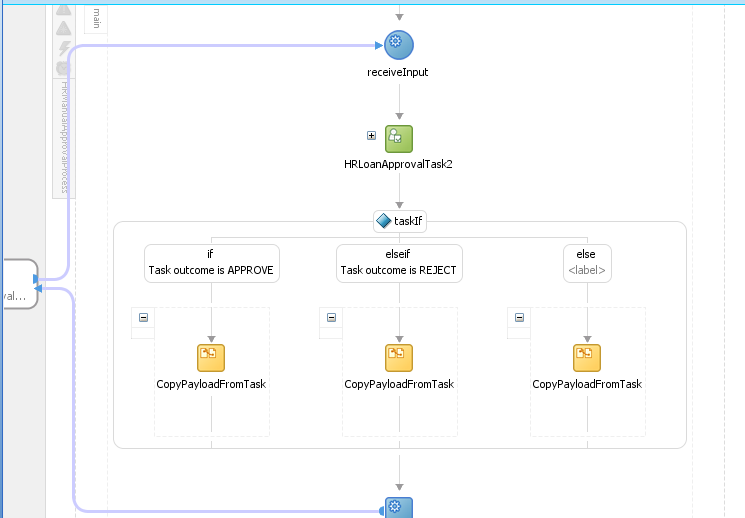 main
receiveInput
HRManualApprovalProcess
HRLoanApprovalTask2
taskIf
if
Task outcome is APPROVE
elseif
Task outcome is REJECT
else
<label>
val...
CopyPayloadFromTask
CopyPayloadFromTask
CopyPayloadFromTask